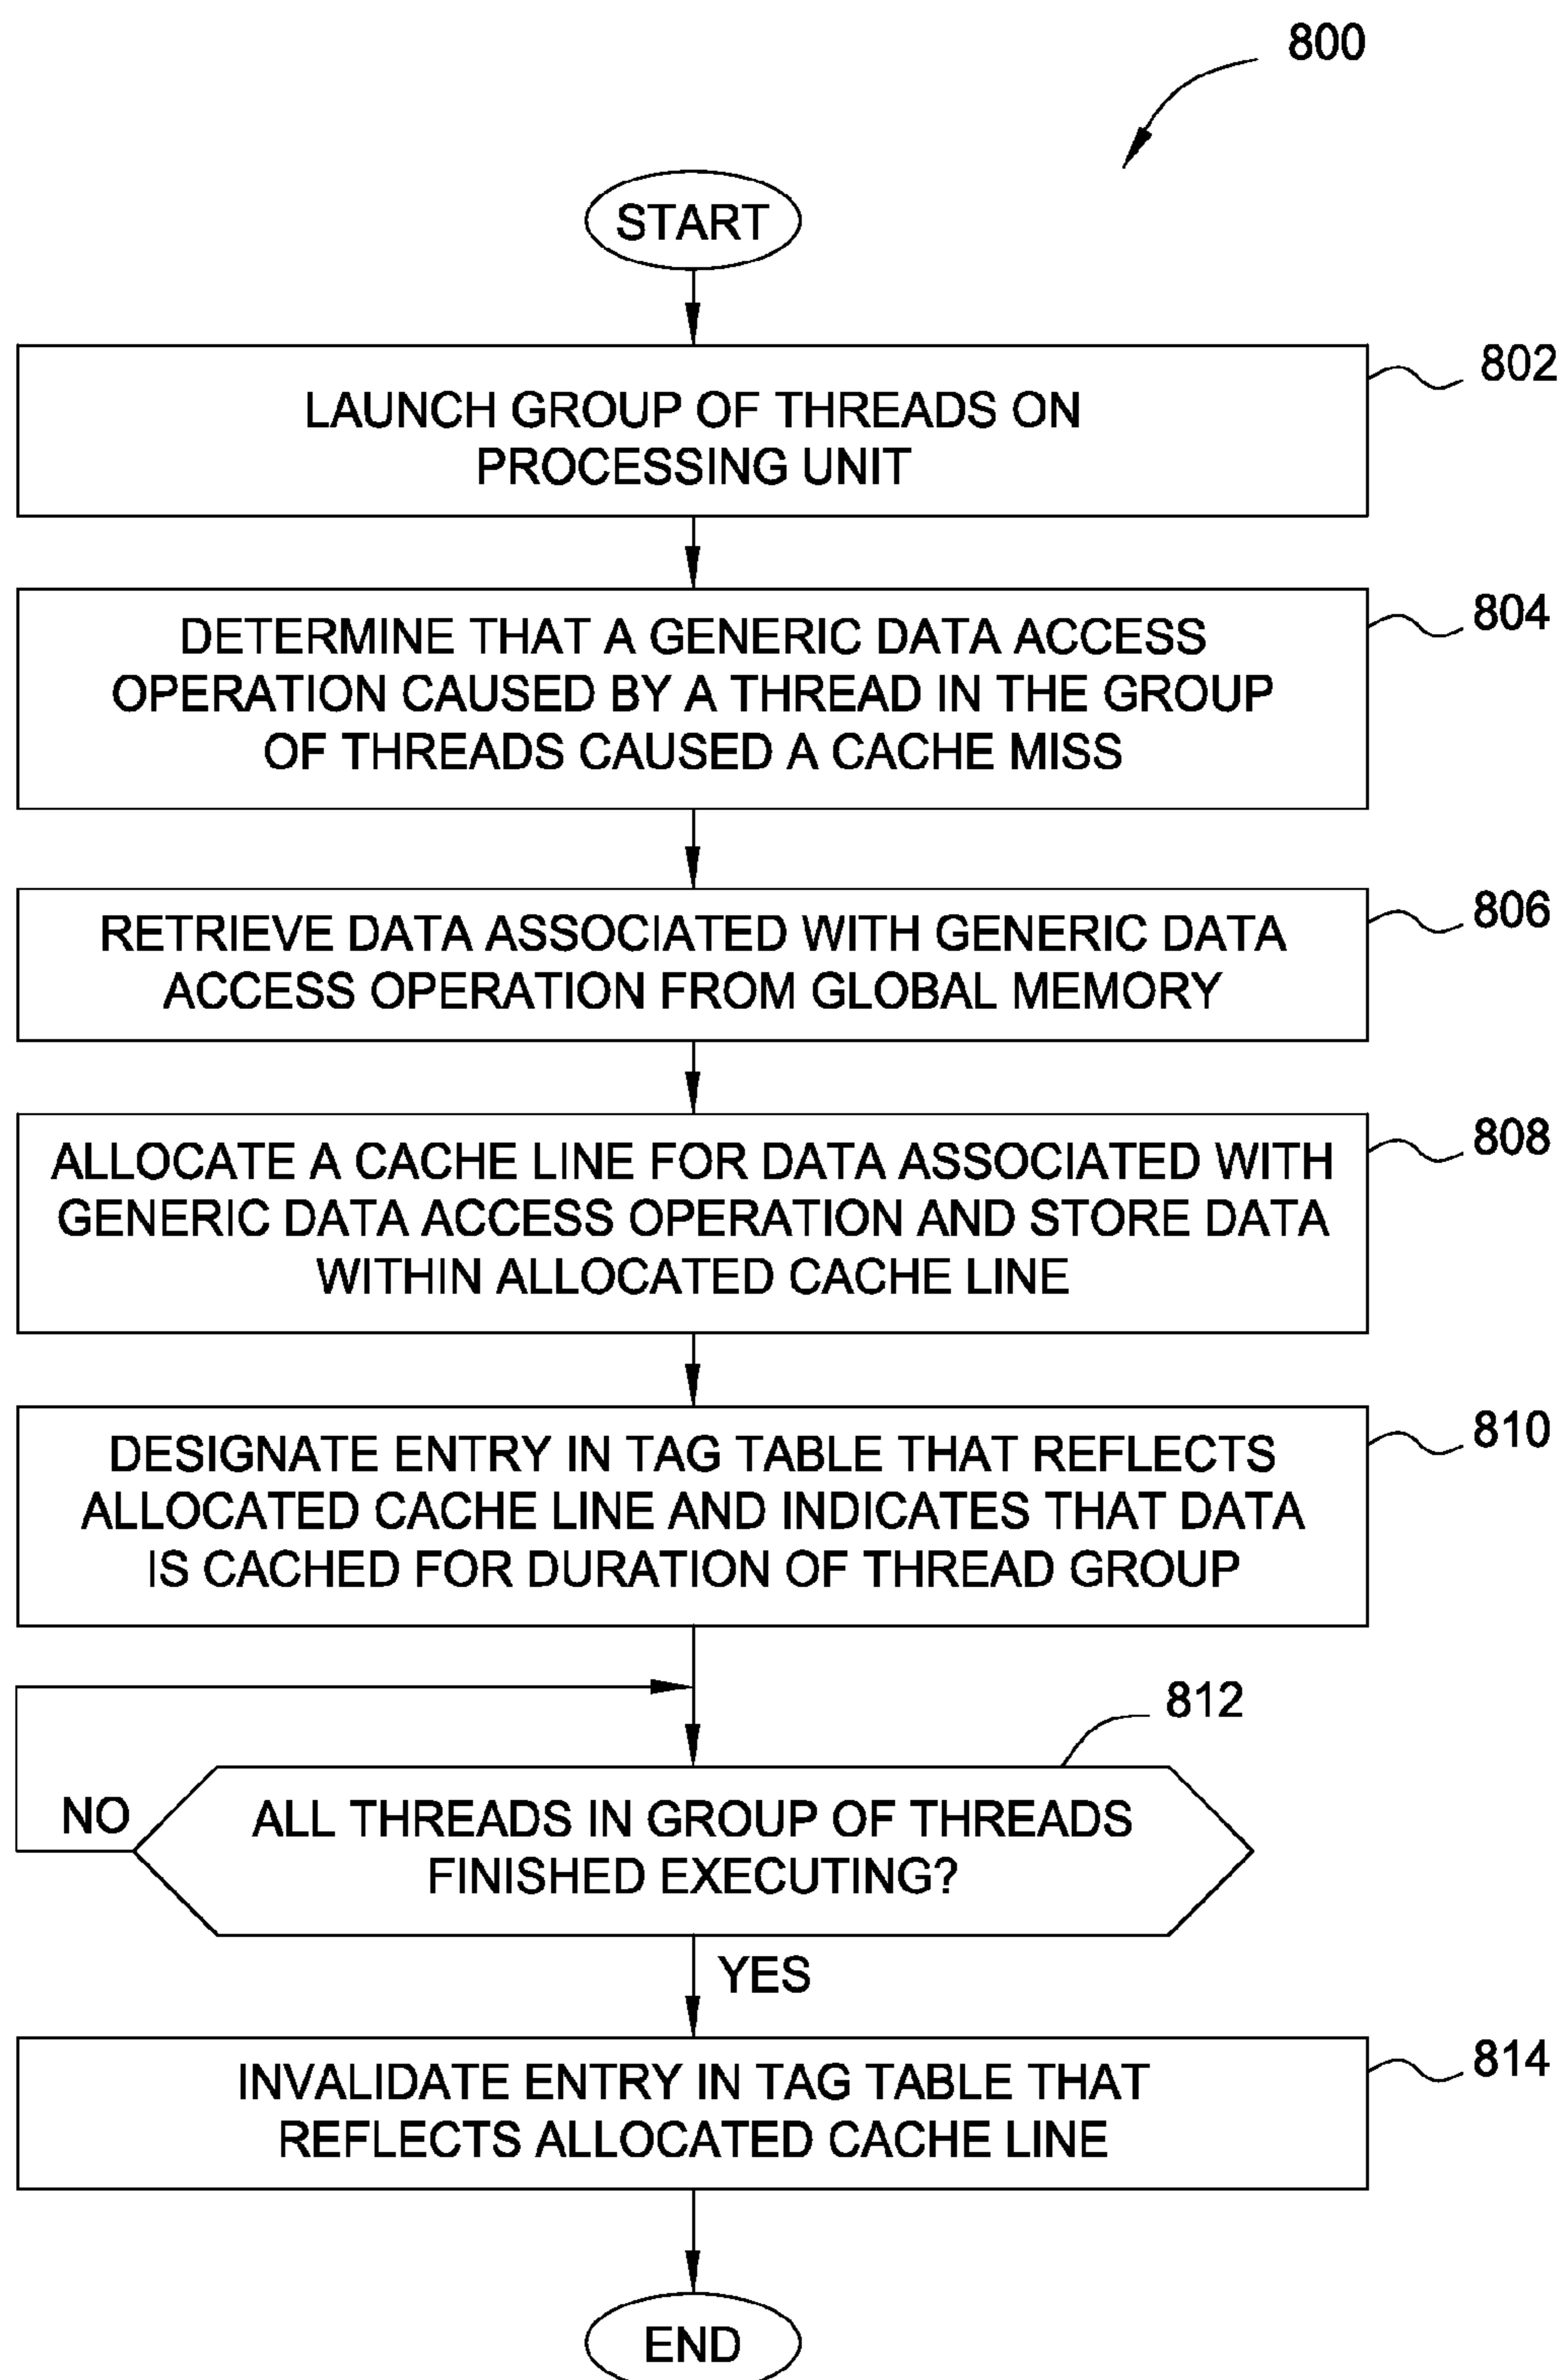 800
START
802
LAUNCH GROUP OF THREADS ON
PROCESSING UNIT
804
DETERMINE THAT A GENERIC DATA ACCESS
OPERATION CAUSED BY A THREAD IN THE GROUP
OF THREADS CAUSED A CACHE MISS
806
RETRIEVE DATA ASSOCIATED WITH GENERIC DATA
ACCESS OPERATION FROM GLOBAL MEMORY
808
ALLOCATE A CACHE LINE FOR DATA ASSOCIATED WITH
GENERIC DATA ACCESS OPERATION AND STORE DATA
WITHIN ALLOCATED CACHE LINE
810
DESIGNATE ENTRY IN TAG TABLE THAT REFLECTS
ALLOCATED CACHE LINE AND INDICATES THAT DATA
IS CACHED FOR DURATION OF THREAD GROUP
812
NO
ALL THREADS IN GROUP OF THREADS
FINISHED EXECUTING?
YES
814
INVALIDATE ENTRY IN TAG TABLE THAT
REFLECTS ALLOCATED CACHE LINE
END